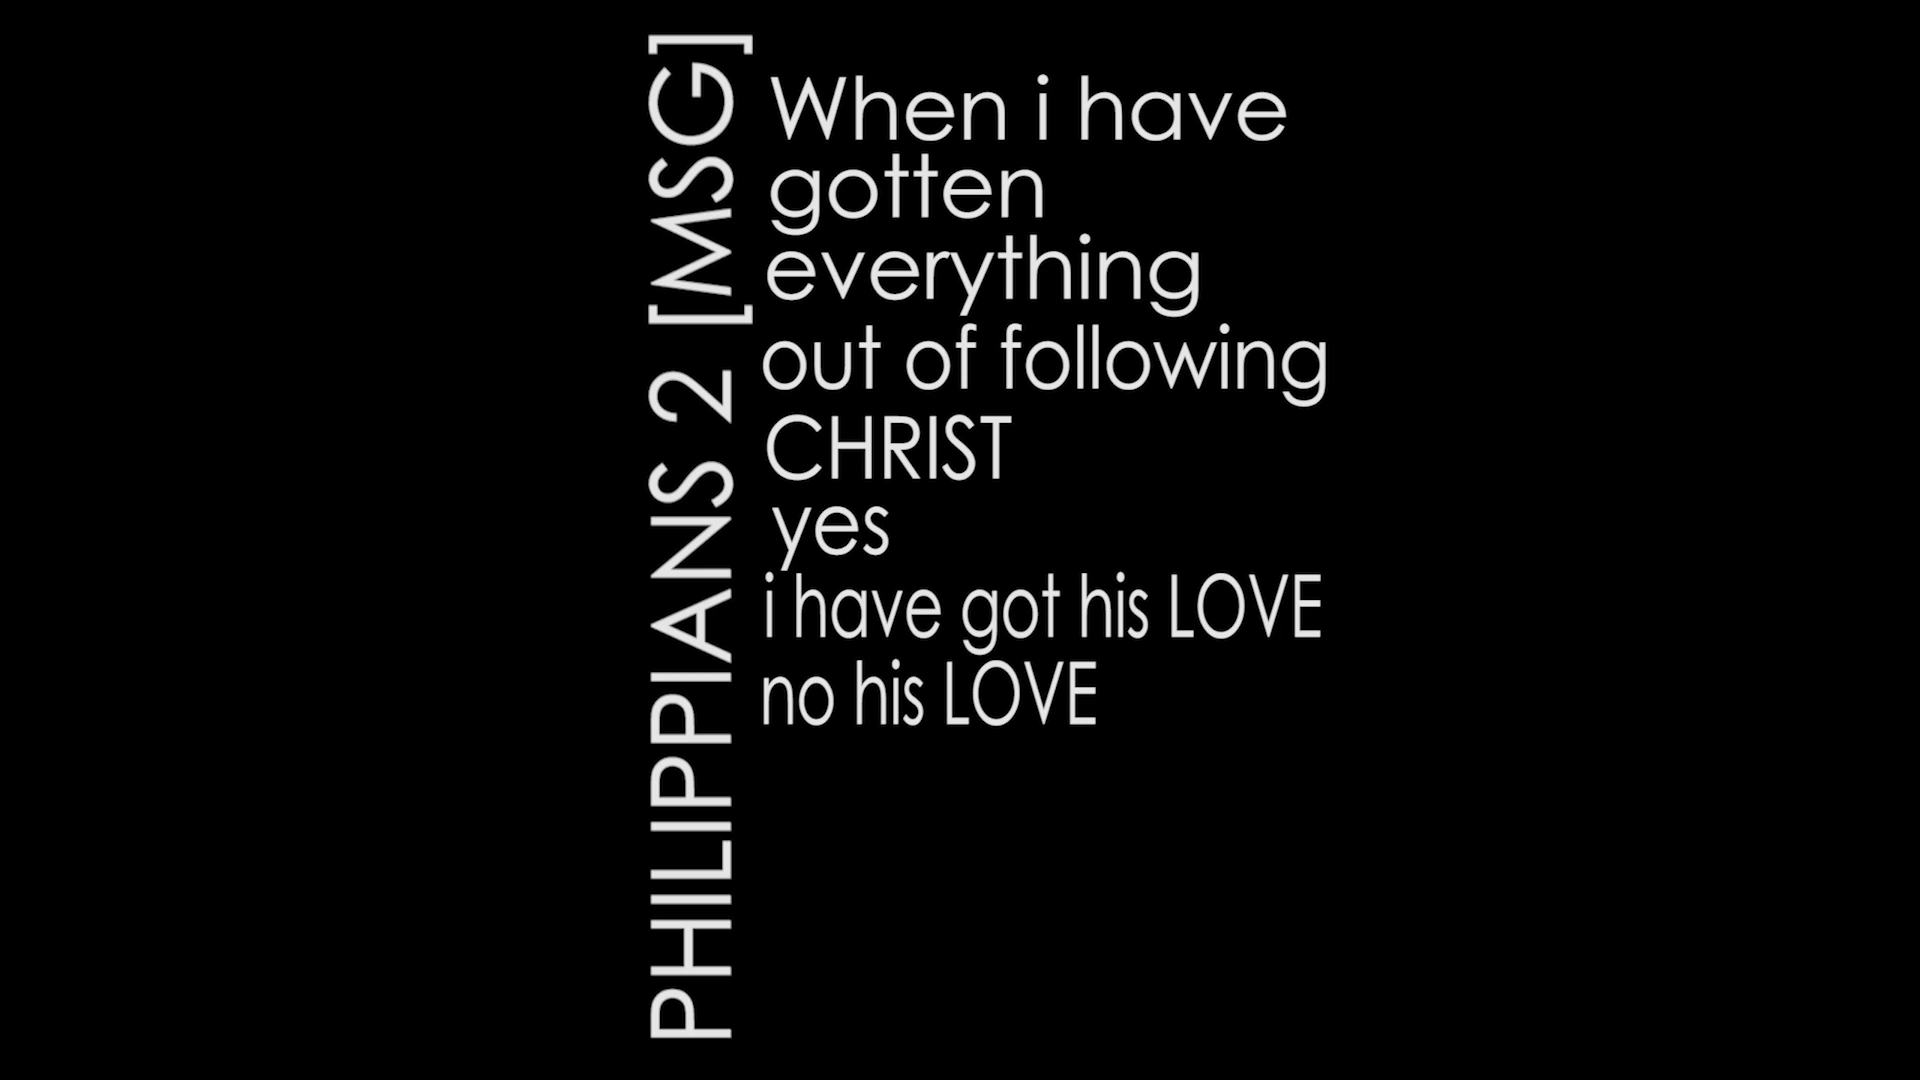 PHILIPPIANS 2 [MSG]
When i have
gotten
everything
out of following
CHRIST
yes
i have got his LOVE
no his LOVE